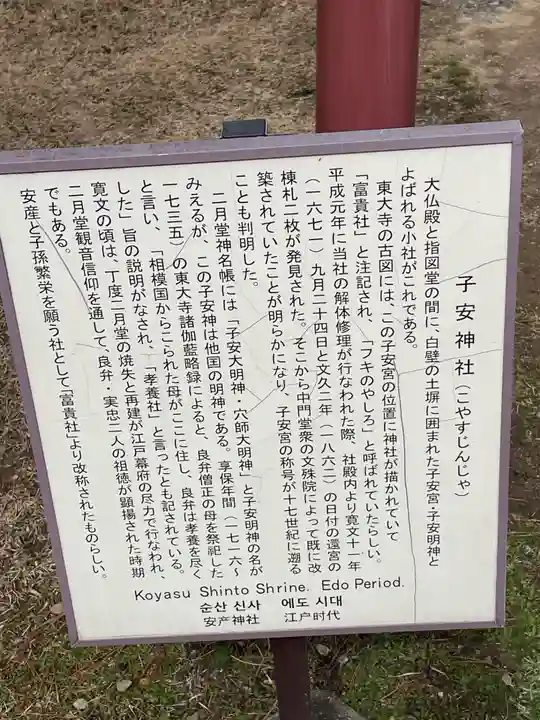 子安神社（こやすじんじゃ）
大仏殿と指図堂の間に、白壁の土塀に囲まれた子安宮・子安明神と
よばれる小社がこれである。
東大寺の古図には、この子安宮の位置に神社が描かれていて
「富貴社」と注記され、「フキのやしろ」と呼ばれていたらしい。
平成元年に当社の解体修理が行なわれた際、社殿内より寛文十一年
（一六七一）九月二十四日と文久二年（一八六二）の日付の還宮の
棟札二枚が発見された。そこから中門堂衆の文殊院によって既に改
築されていたことが明らかになり、子安宮の称号が十七世紀に遡る
ことも判明した。
二月堂神名帳には「子安大明神・穴師大明神」と子安明神の名が
みえるが、この子安神は他国の明神である。享保年間（一七一六～
一七三五）の東大寺諸伽藍略録によると、良弁僧正の母を祭祀した
と言い、「相模国からこられた母がここに住し、良弁は孝養を尽く
した」旨の説明がなされ、「孝養社」と言ったとも記されている。
寛文の頃は、丁度二月堂の焼失と再建が江戸幕府の尽力で行なわれ、
二月堂観音信仰を通して、良弁・実忠二人の祖徳が顕揚された時期
でもある。
安産と子孫繁栄を願う社として「富貴社」より改称されたものらしい。
Koyasu Shinto Shrine. Edo Period.
순산 신사 에도 시대
安产神社 江户时代